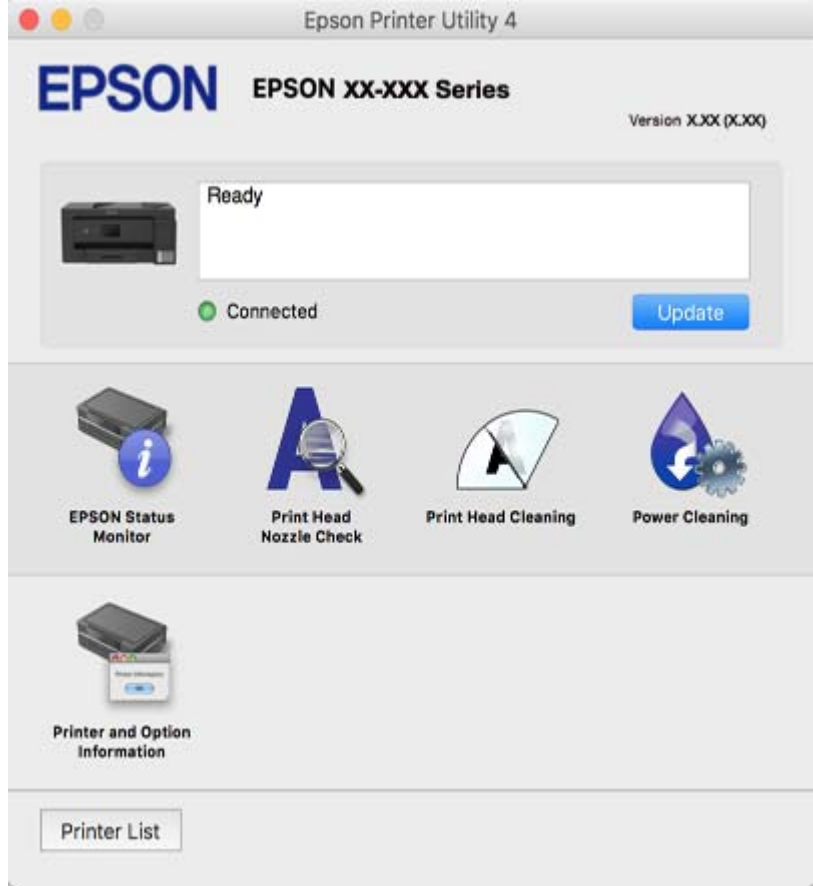 Epson Printer Utility 4
EPSON
EPSON XX-XXX Series
Version X.XX (X.XX)
Ready
Connected
Update
EPSON Status
Monitor
Print Head
Nozzle Check
Print Head Cleaning
Power Cleaning
Printer and Option
Information
Printer List